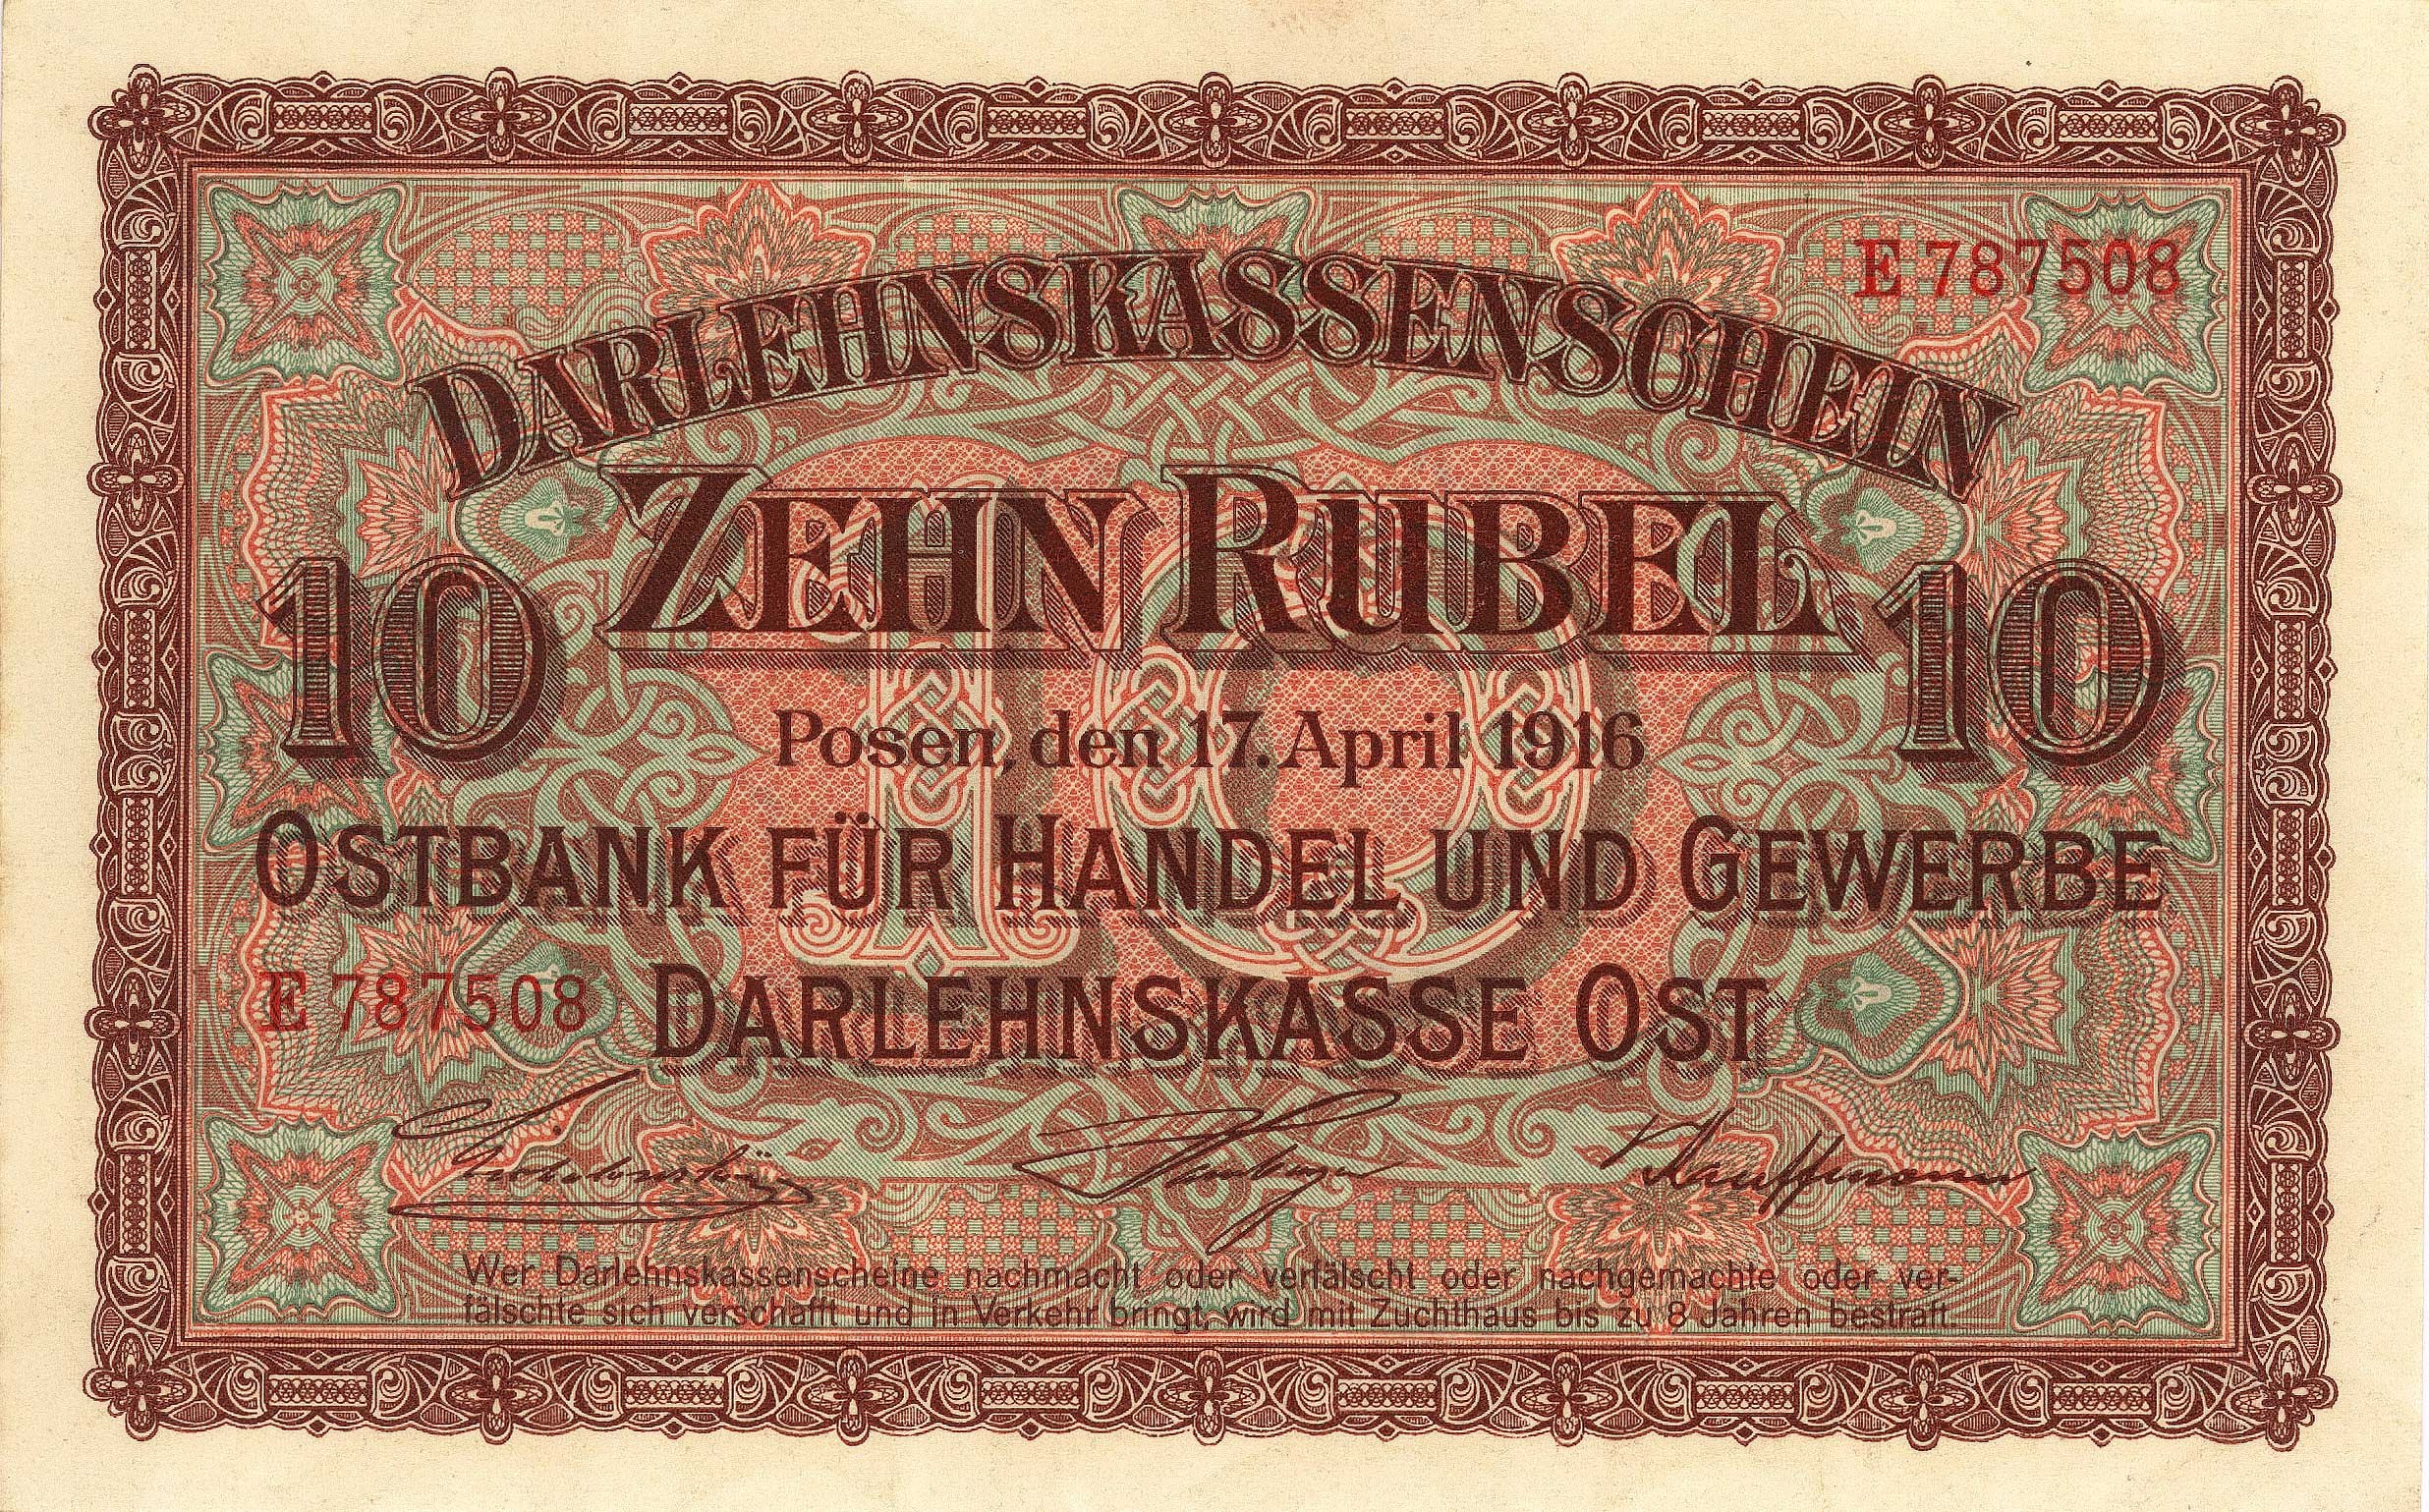 E 787508
DARLEHNSKASSENSCHEIN
ZEHN RUBEL
10 10
Posen, den 17. April 1916
OSTBANK FÜR HANDEL UND GEWERBE
E 787508 DARLEHNSKASSE OST
Kauffmann
Wer Darlehnskassenscheine nachmacht oder verfälscht oder nachgemachte oder ver-
fälschte sich verschafft und in Verkehr bringt, wird mit Zuchthaus bis zu 8 Jahren bestraft.
10